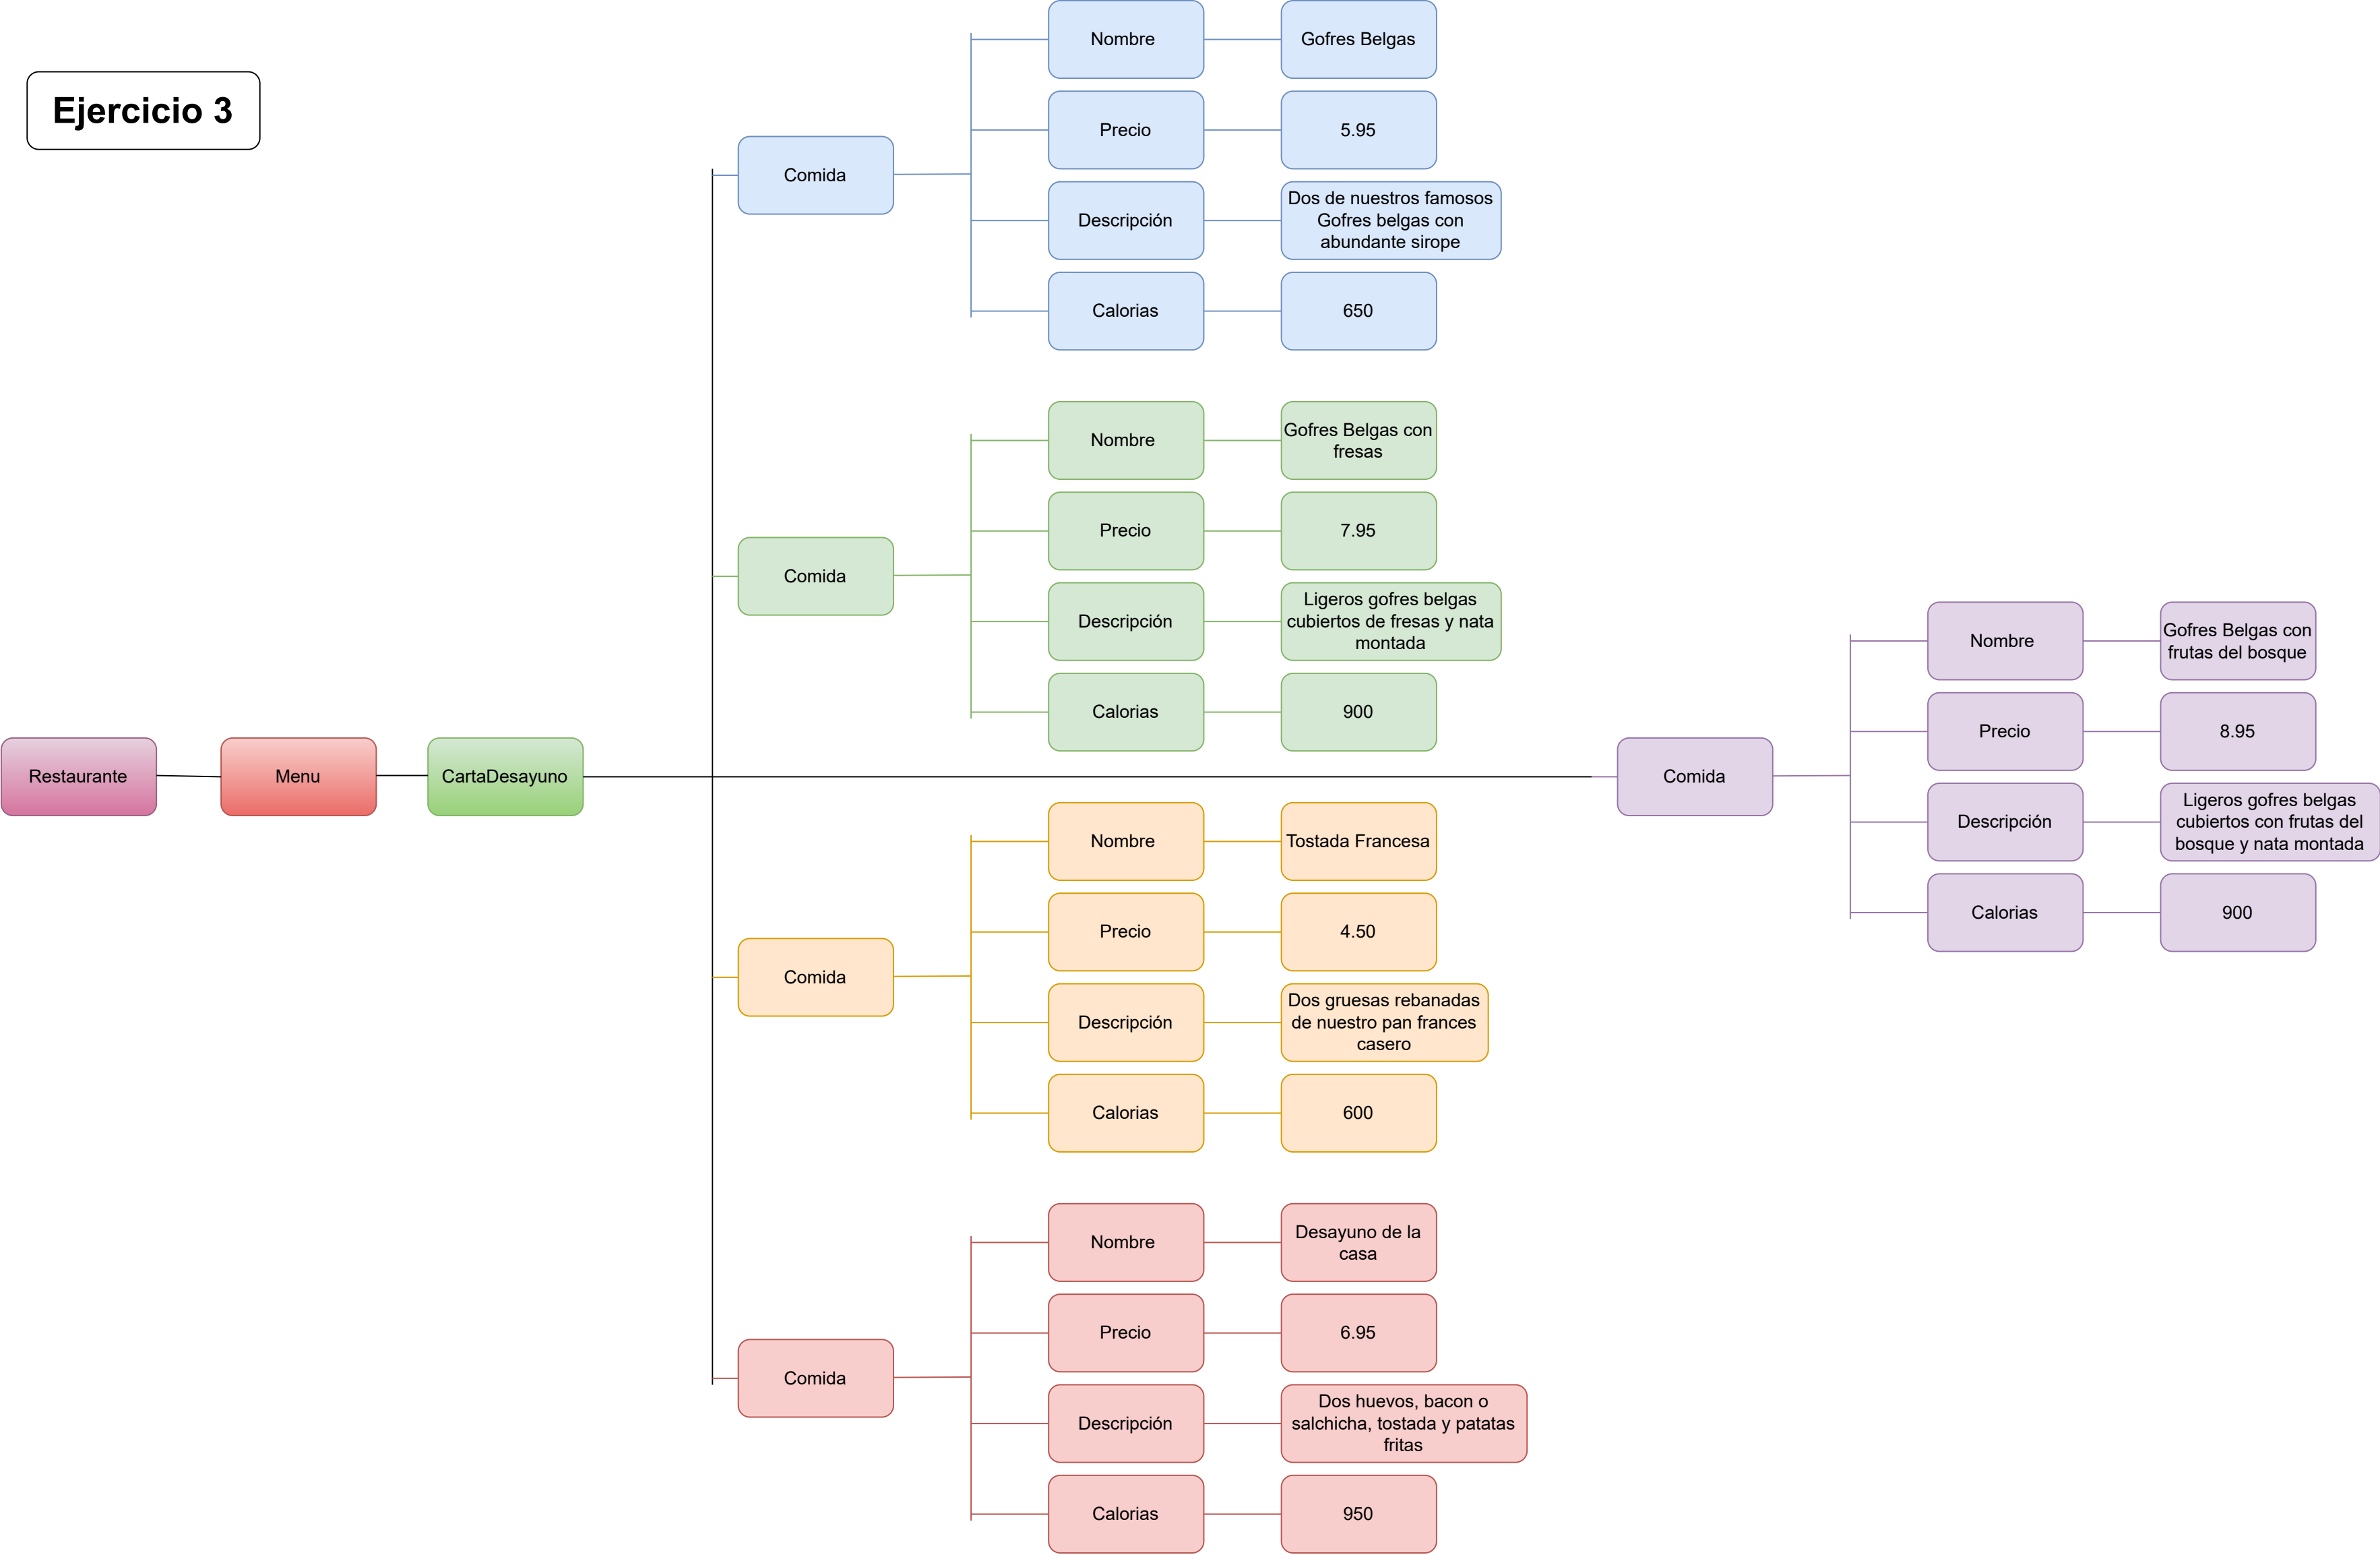 Ejercicio 3
Restaurante
Menu
CartaDesayuno
Comida
Nombre
Gofres Belgas
Precio
5.95
Descripción
Dos de nuestros famosos
Gofres belgas con
abundante sirope
Calorias
650
Comida
Nombre
Gofres Belgas con
fresas
Precio
7.95
Descripción
Ligeros gofres belgas
cubiertos de fresas y nata
montada
Calorias
900
Comida
Nombre
Gofres Belgas con
frutas del bosque
Precio
8.95
Descripción
Ligeros gofres belgas
cubiertos con frutas del
bosque y nata montada
Calorias
900
Comida
Nombre
Tostada Francesa
Precio
4.50
Descripción
Dos gruesas rebanadas
de nuestro pan frances
casero
Calorias
600
Comida
Nombre
Desayuno de la
casa
Precio
6.95
Descripción
Dos huevos, bacon o
salchicha, tostada y patatas
fritas
Calorias
950